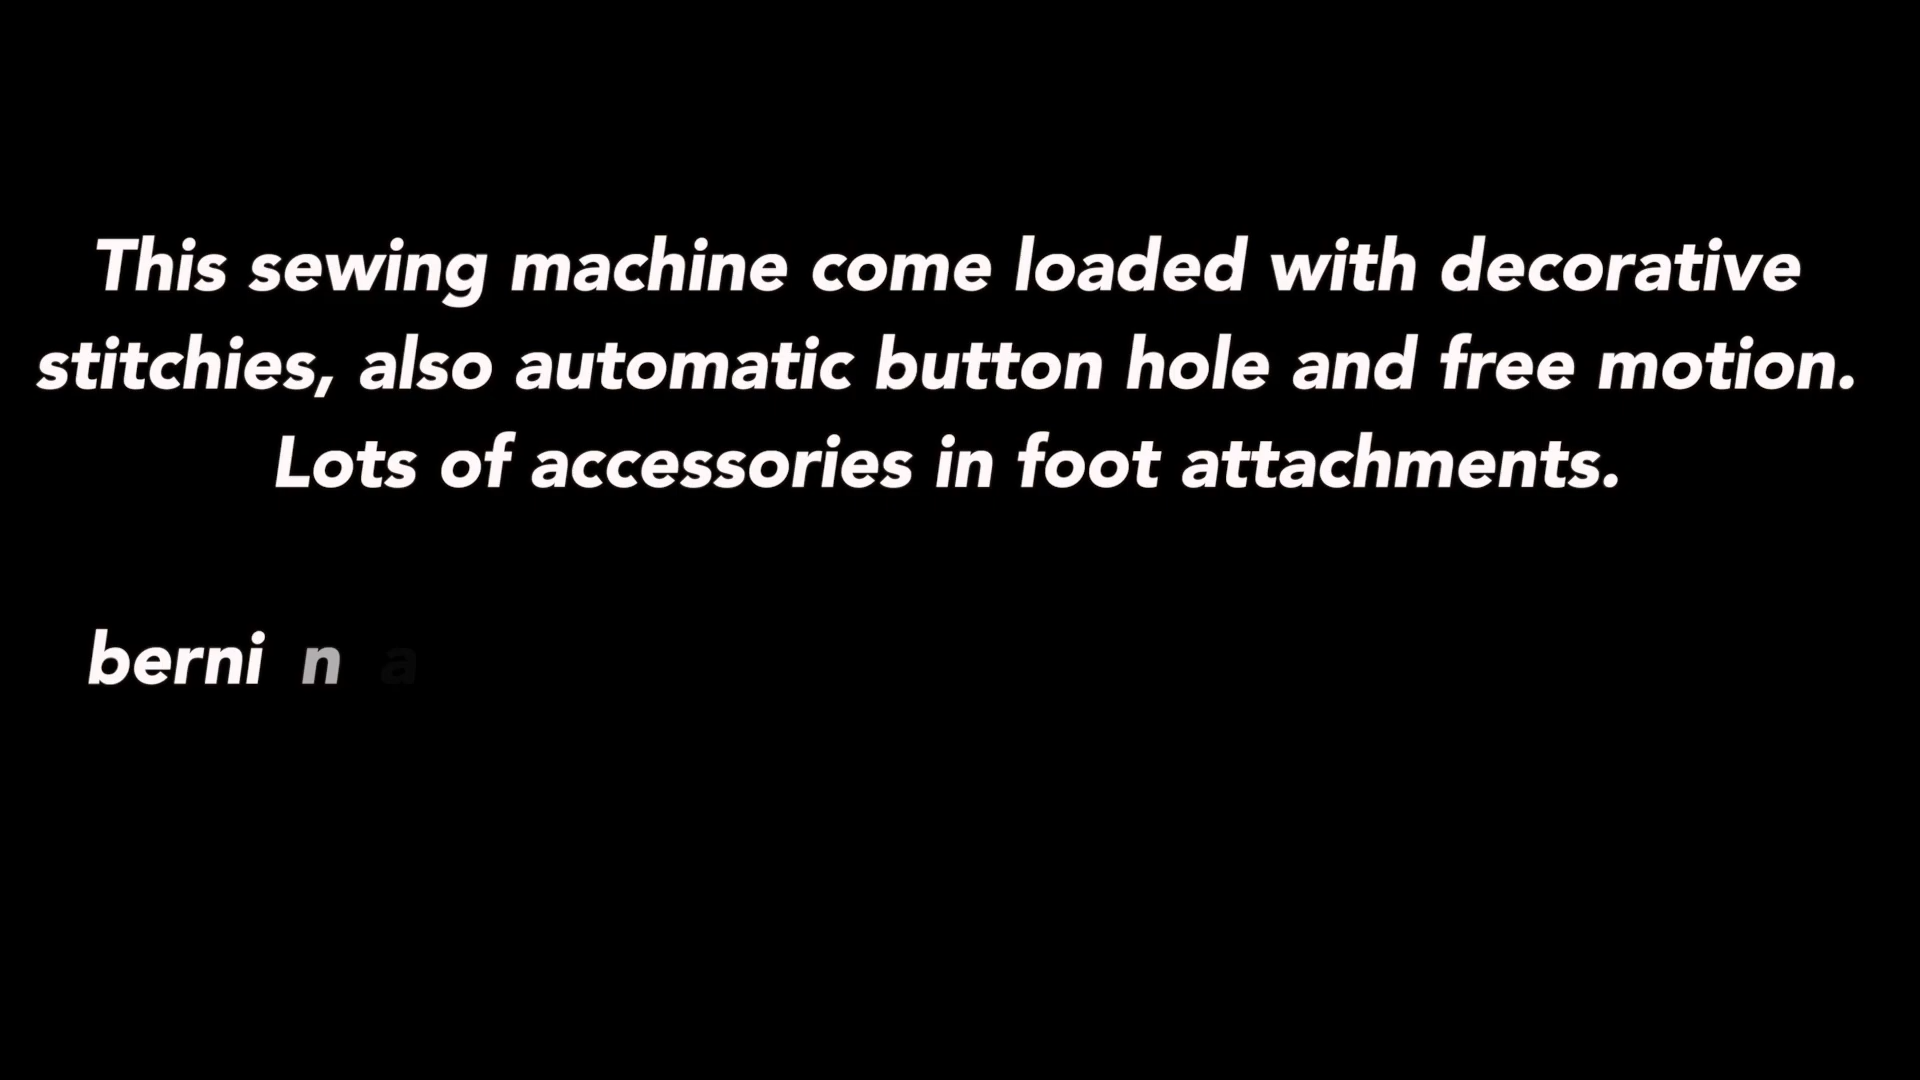 This sewing machine come loaded with decorative
stitchies, also automatic button hole and free motion.
Lots of accessories in foot attachments.
berni n a